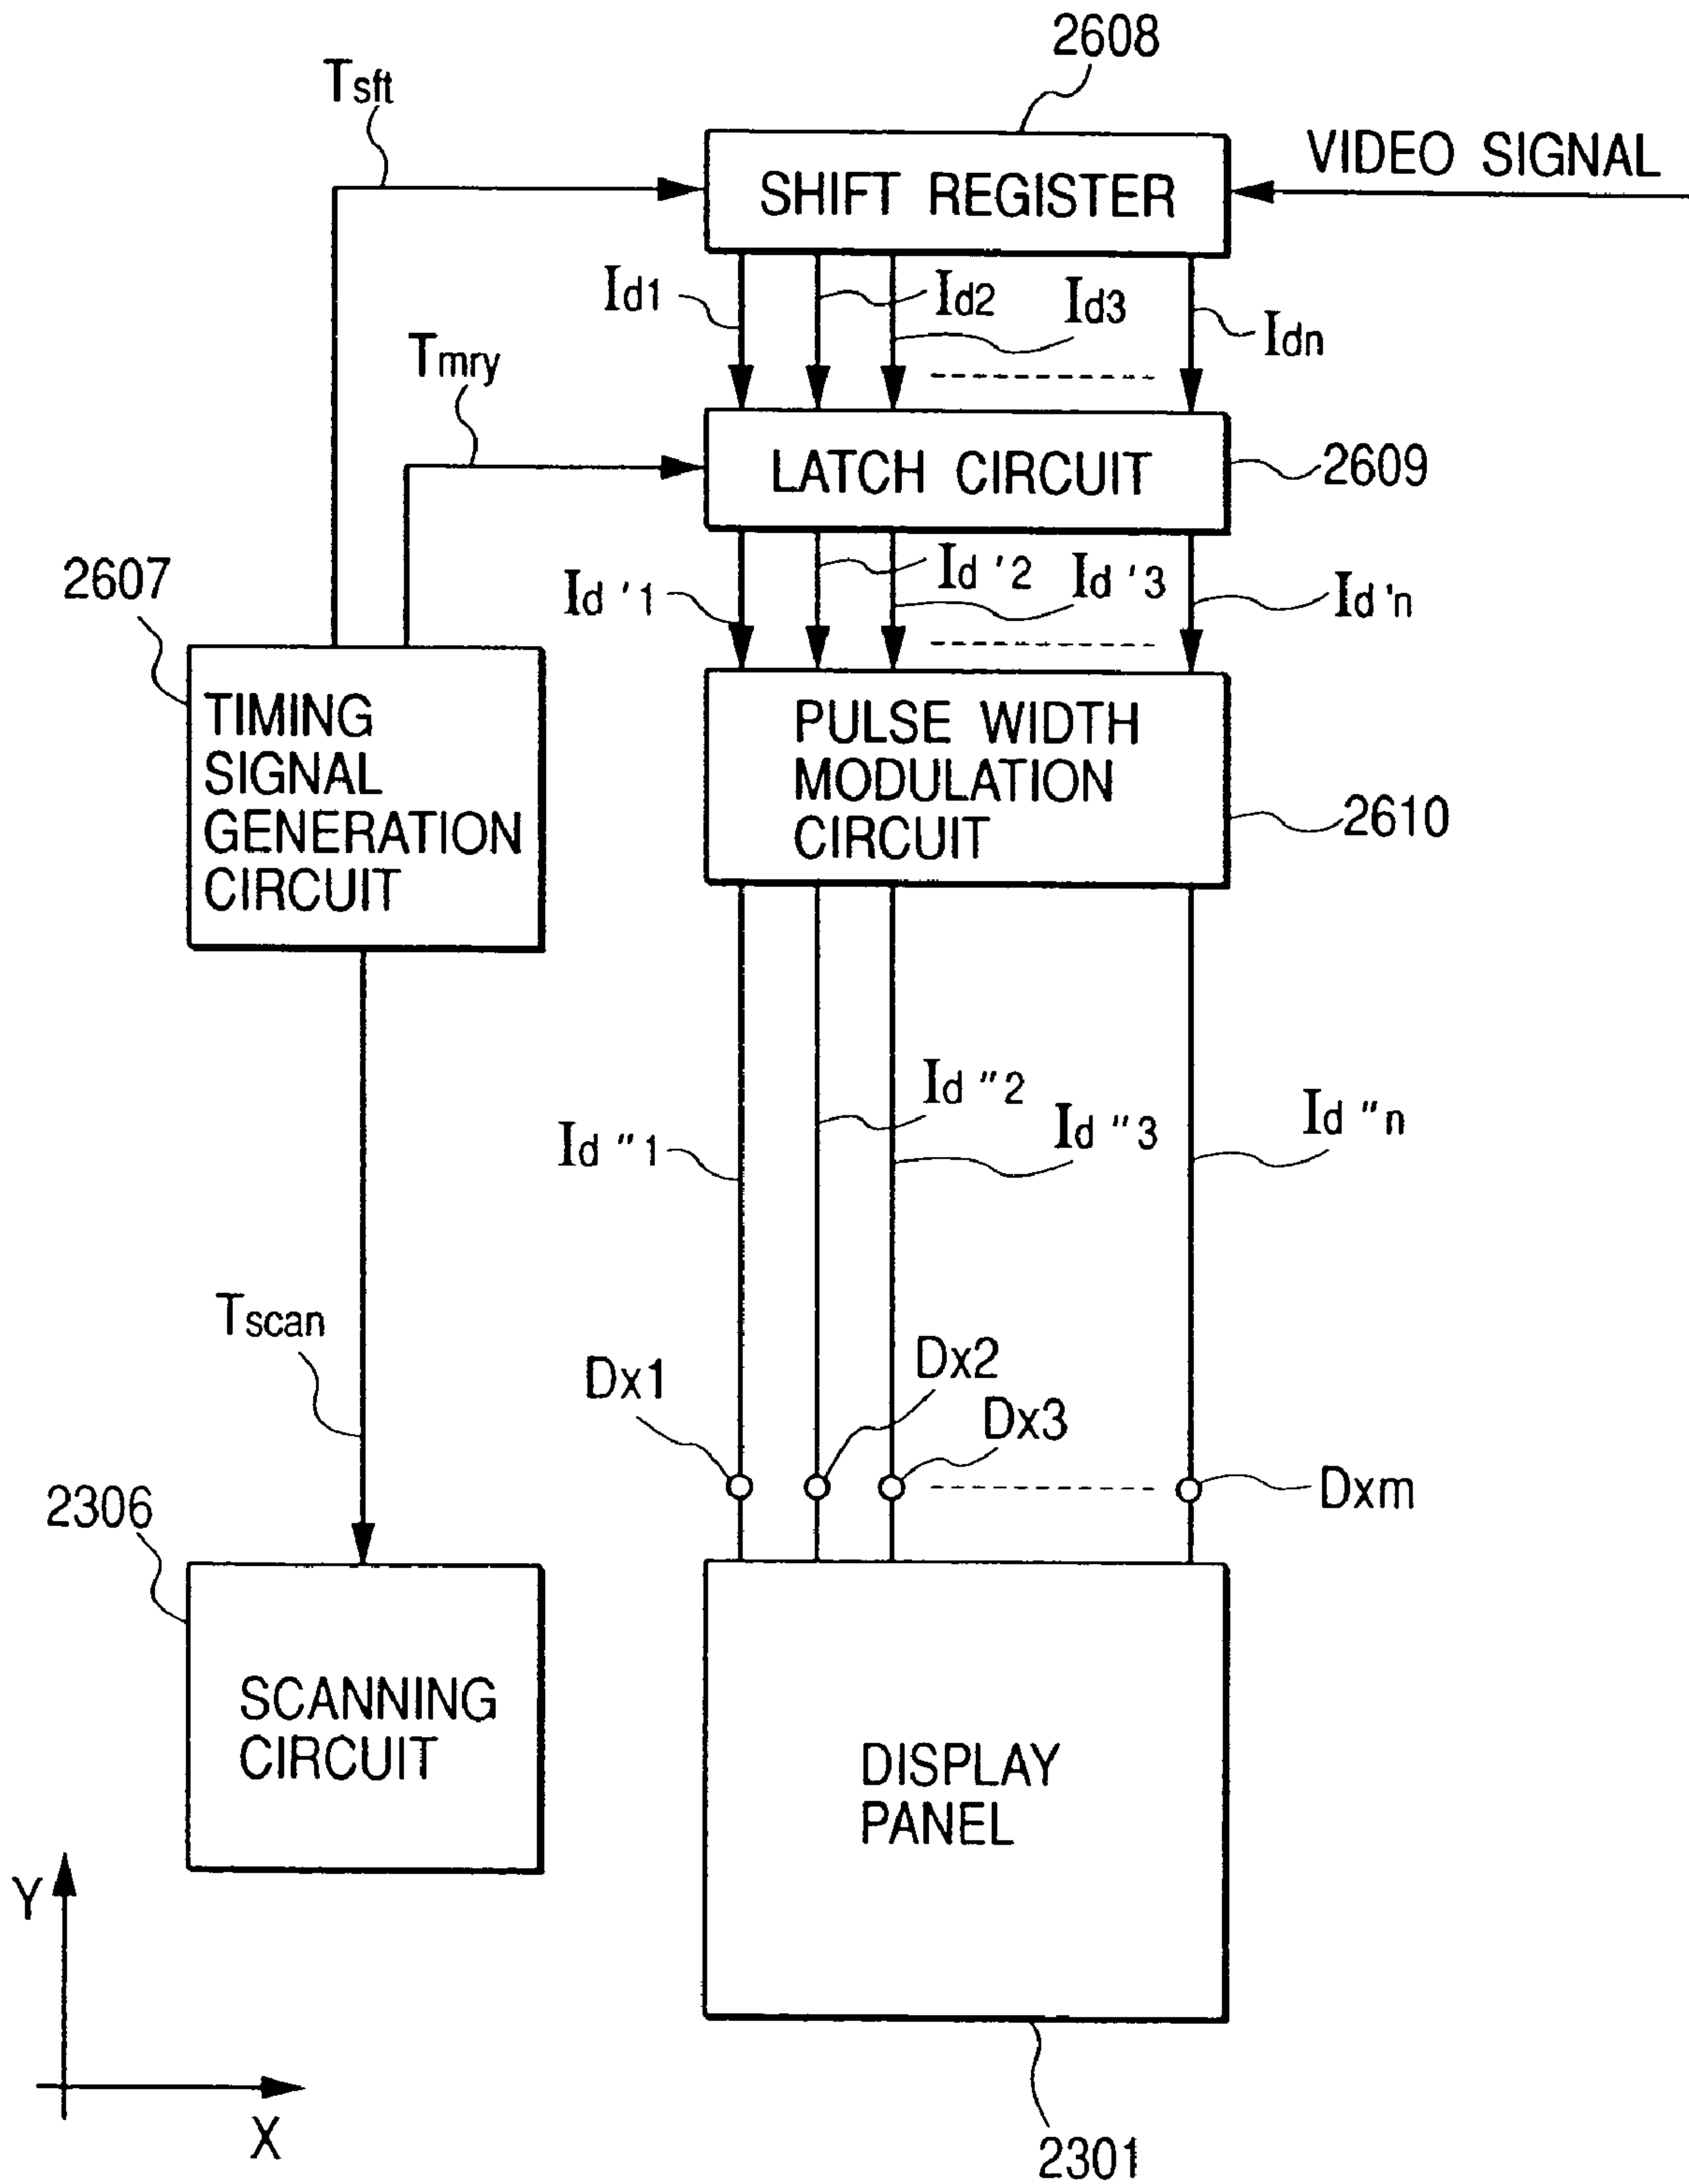 2608
Tsft
VIDEO SIGNAL
SHIFT REGISTER
Id1
Id2
Id3
Idn
Tmry
LATCH CIRCUIT
2609
2607
Id'1
Id'2
Id'3
Id'n
TIMING
SIGNAL
GENERATION
CIRCUIT
PULSE WIDTH
MODULATION
CIRCUIT
2610
Id"1
Id"2
Id"3
Id"n
Tscan
Dx1
Dx2
Dx3
Dxm
2306
SCANNING
CIRCUIT
DISPLAY
PANEL
Y
X
2301